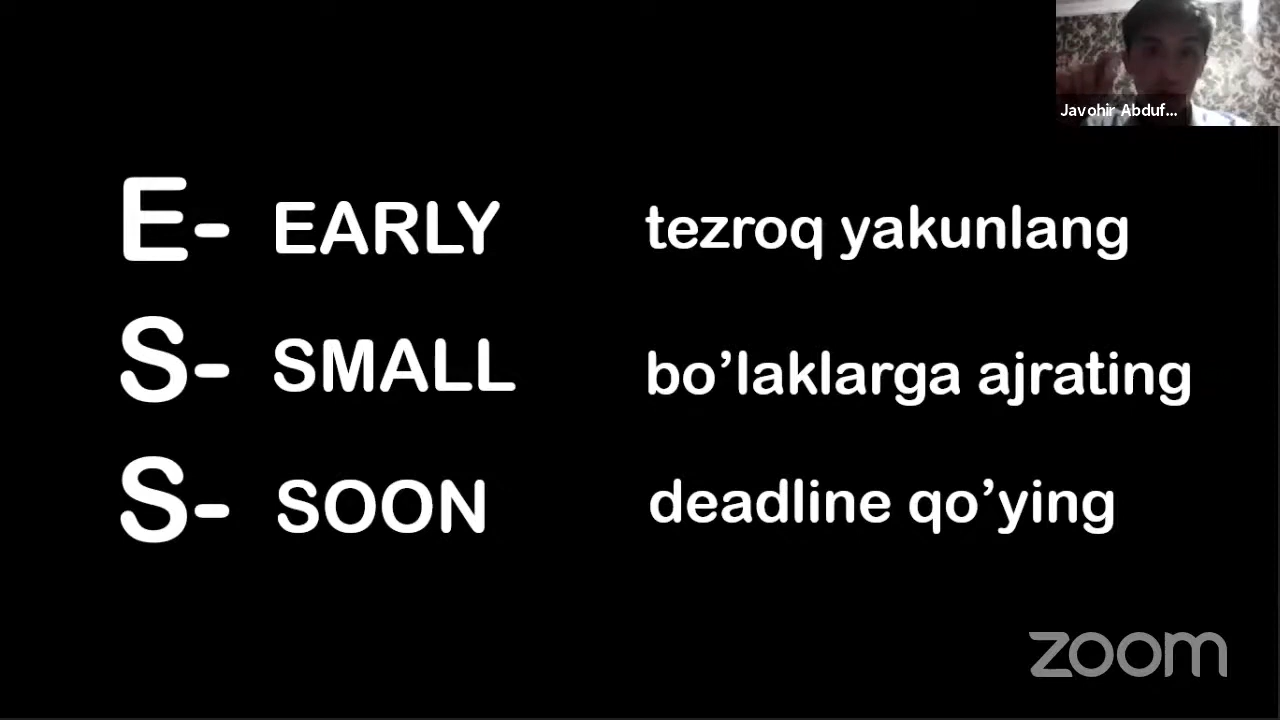 Javohir Abduf...
E- EARLY tezroq yakunlang
S- SMALL bo’laklarga ajrating
S- SOON deadline qo’ying
zoom